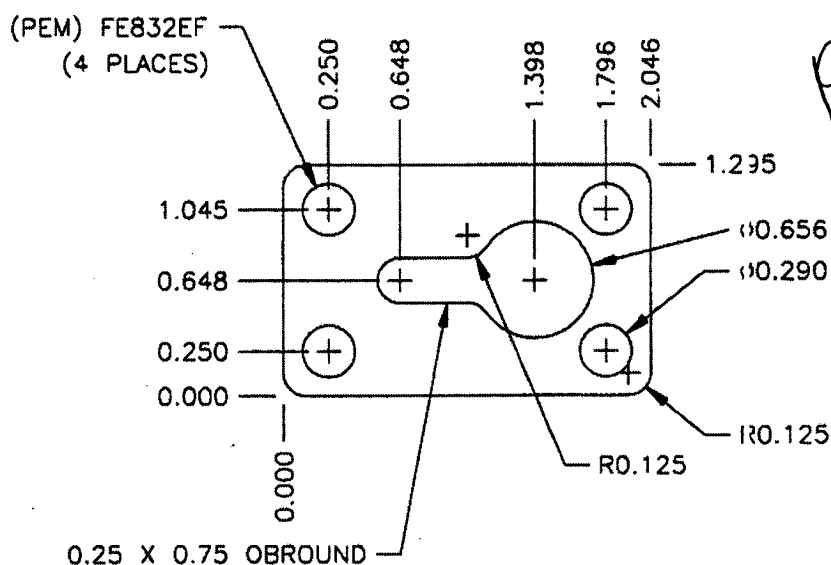 (PEM) FE832EF
(4 PLACES)
0.250
0.648
1.398
1.796
2.046
1.295
1.045
0.648
0.250
0.000
0.000
⌀0.656
⌀0.290
R0.125
R0.125
0.25 X 0.75 OBROUND